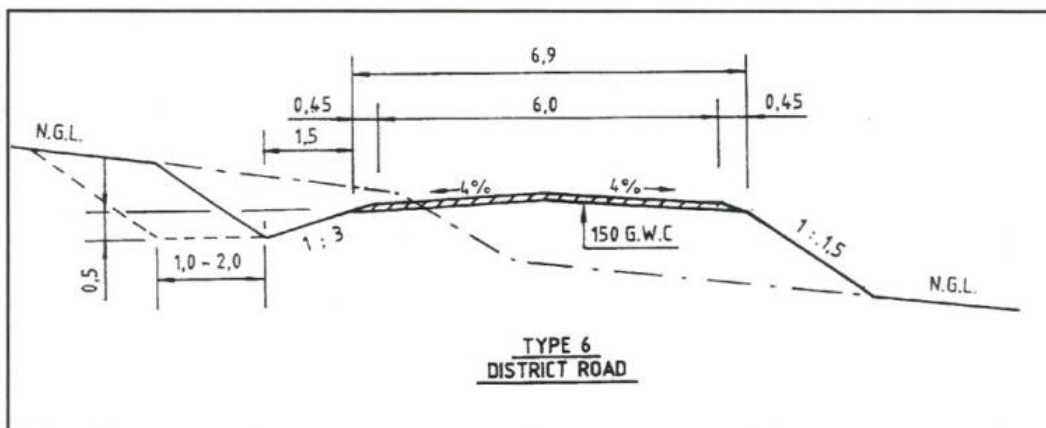 6,9
0,45
6,0
0,45
1,5
N.G.L.
4%
4%
1 : 3
150 G.W.C
1 : 1,5
1,0 - 2,0
0,5
N.G.L.
TYPE 6
DISTRICT ROAD